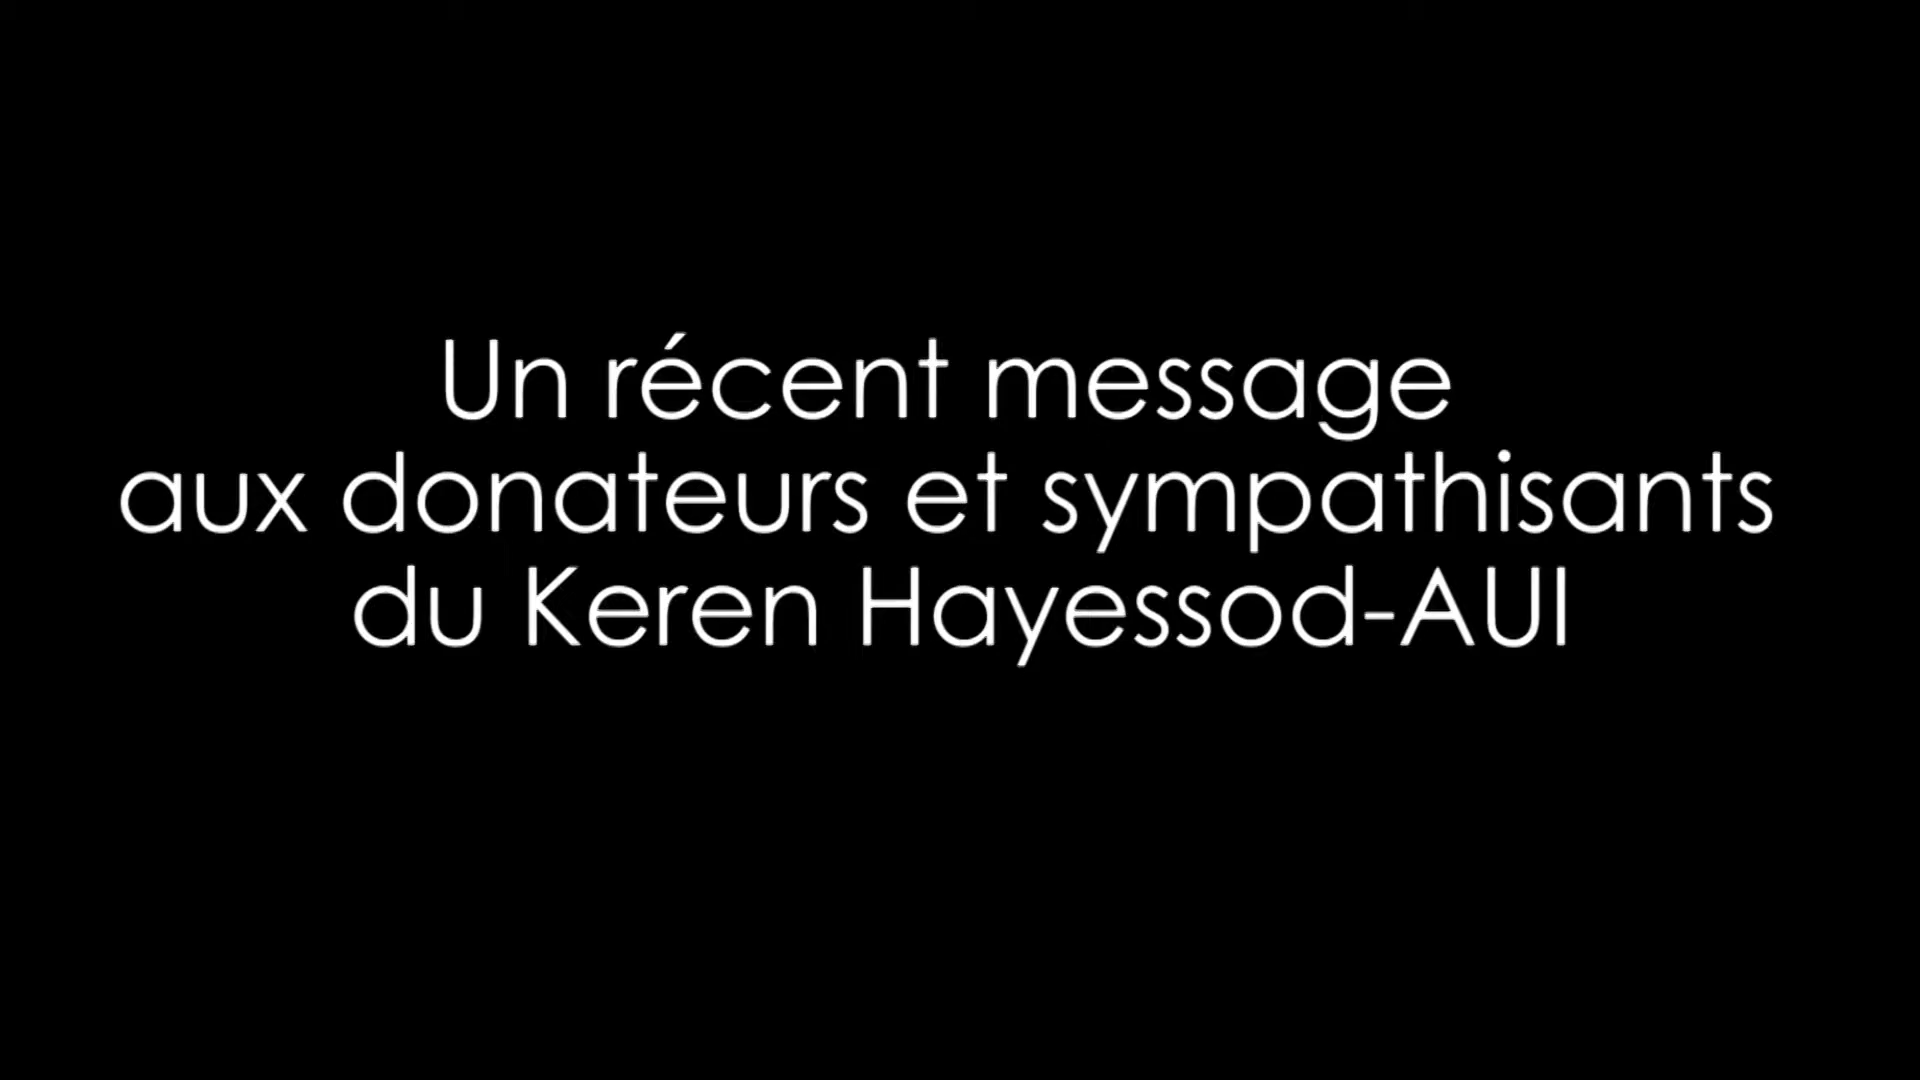 Un récent message
aux donateurs et sympathisants
du Keren Hayessod-AUI